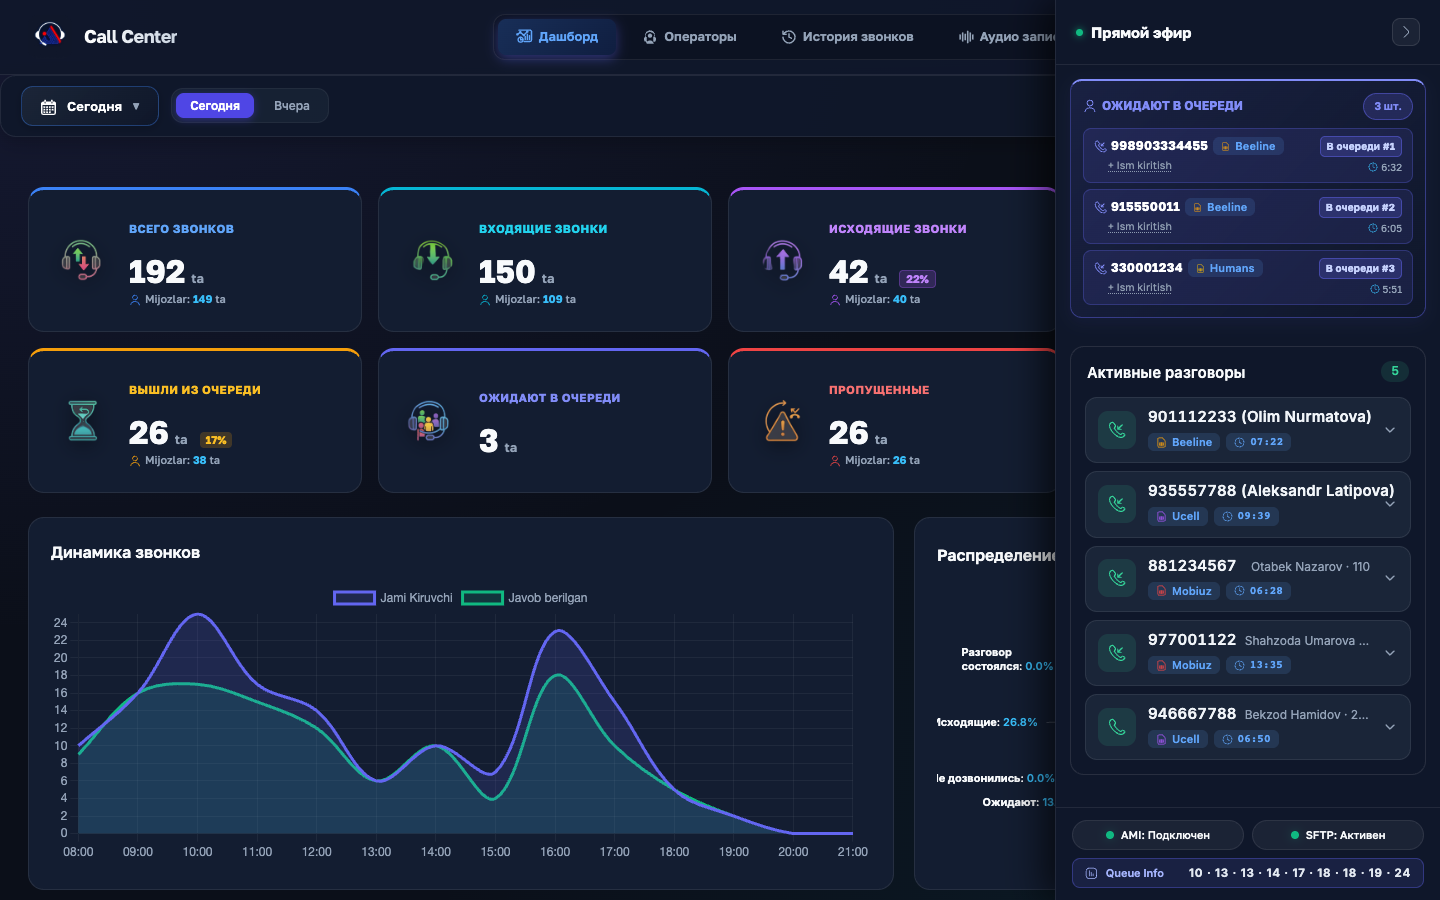 Call Center
Дашборд
Операторы
История звонков
Аудио запис
Сегодня ▼
Сегодня
Вчера
ВСЕГО ЗВОНКОВ
192 ta
Mijozlar: 149 ta
ВХОДЯЩИЕ ЗВОНКИ
150 ta
Mijozlar: 109 ta
ИСХОДЯЩИЕ ЗВОНКИ
42 ta 22%
Mijozlar: 40 ta
ВЫШЛИ ИЗ ОЧЕРЕДИ
26 ta 17%
Mijozlar: 38 ta
ОЖИДАЮТ В ОЧЕРЕДИ
3 ta
ПРОПУЩЕННЫЕ
26 ta
Mijozlar: 26 ta
Динамика звонков
Jami Kiruvchi Javob berilgan
24
22
20
18
16
14
12
10
8
6
4
2
0
08:00 09:00 10:00 11:00 12:00 13:00 14:00 15:00 16:00 17:00 18:00 19:00 20:00 21:00
Распределение
Разговор
состоялся: 0.0%
Исходящие: 26.8%
Не дозвонились: 0.0%
Ожидают: 13
Прямой эфир
ОЖИДАЮТ В ОЧЕРЕДИ 3 шт.
998903334455 Beeline В очереди #1
+ Ism kiritish 6:32
915550011 Beeline В очереди #2
+ Ism kiritish 6:05
330001234 Humans В очереди #3
+ Ism kiritish 5:51
Активные разговоры 5
901112233 (Olim Nurmatova)
Beeline 07:22
935557788 (Aleksandr Latipova)
Ucell 09:39
881234567 Otabek Nazarov · 110
Mobiuz 06:28
977001122 Shahzoda Umarova ...
Mobiuz 13:35
946667788 Bekzod Hamidov · 2...
Ucell 06:50
AMI: Подключен
SFTP: Активен
Queue Info 10 · 13 · 13 · 14 · 17 · 18 · 18 · 19 · 24